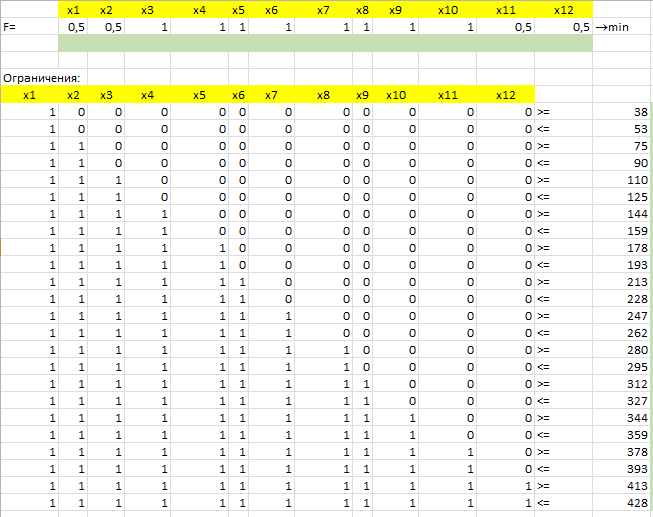 x1 x2 x3 x4 x5 x6 x7 x8 x9 x10 x11 x12
F= 0,5 0,5 1 1 1 1 1 1 1 1 0,5 0,5 →min
Ограничения:
x1 x2 x3 x4 x5 x6 x7 x8 x9 x10 x11 x12
1 0 0 0 0 0 0 0 0 0 0 0 >= 38
1 0 0 0 0 0 0 0 0 0 0 0 <= 53
1 1 0 0 0 0 0 0 0 0 0 0 >= 75
1 1 0 0 0 0 0 0 0 0 0 0 <= 90
1 1 1 0 0 0 0 0 0 0 0 0 >= 110
1 1 1 0 0 0 0 0 0 0 0 0 <= 125
1 1 1 1 0 0 0 0 0 0 0 0 >= 144
1 1 1 1 0 0 0 0 0 0 0 0 <= 159
1 1 1 1 1 0 0 0 0 0 0 0 >= 178
1 1 1 1 1 0 0 0 0 0 0 0 <= 193
1 1 1 1 1 1 0 0 0 0 0 0 >= 213
1 1 1 1 1 1 0 0 0 0 0 0 <= 228
1 1 1 1 1 1 1 0 0 0 0 0 >= 247
1 1 1 1 1 1 1 0 0 0 0 0 <= 262
1 1 1 1 1 1 1 1 0 0 0 0 >= 280
1 1 1 1 1 1 1 1 0 0 0 0 <= 295
1 1 1 1 1 1 1 1 1 0 0 0 >= 312
1 1 1 1 1 1 1 1 1 0 0 0 <= 327
1 1 1 1 1 1 1 1 1 1 0 0 >= 344
1 1 1 1 1 1 1 1 1 1 0 0 <= 359
1 1 1 1 1 1 1 1 1 1 1 0 >= 378
1 1 1 1 1 1 1 1 1 1 1 0 <= 393
1 1 1 1 1 1 1 1 1 1 1 1 >= 413
1 1 1 1 1 1 1 1 1 1 1 1 <= 428